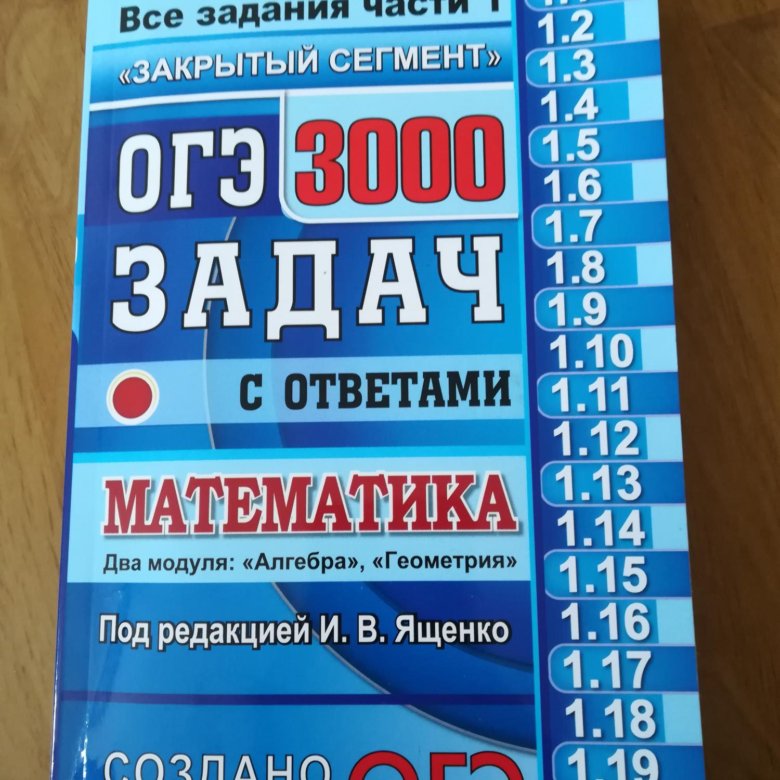 Все задания части 1
«ЗАКРЫТЫЙ СЕГМЕНТ»
ОГЭ 3000
ЗАДАЧ
С ОТВЕТАМИ
МАТЕМАТИКА
Два модуля: «Алгебра», «Геометрия»
Под редакцией И. В. Ященко
СОЗДАНО
ОГЭ
1.2
1.3
1.4
1.5
1.6
1.7
1.8
1.9
1.10
1.11
1.12
1.13
1.14
1.15
1.16
1.17
1.18
1.19